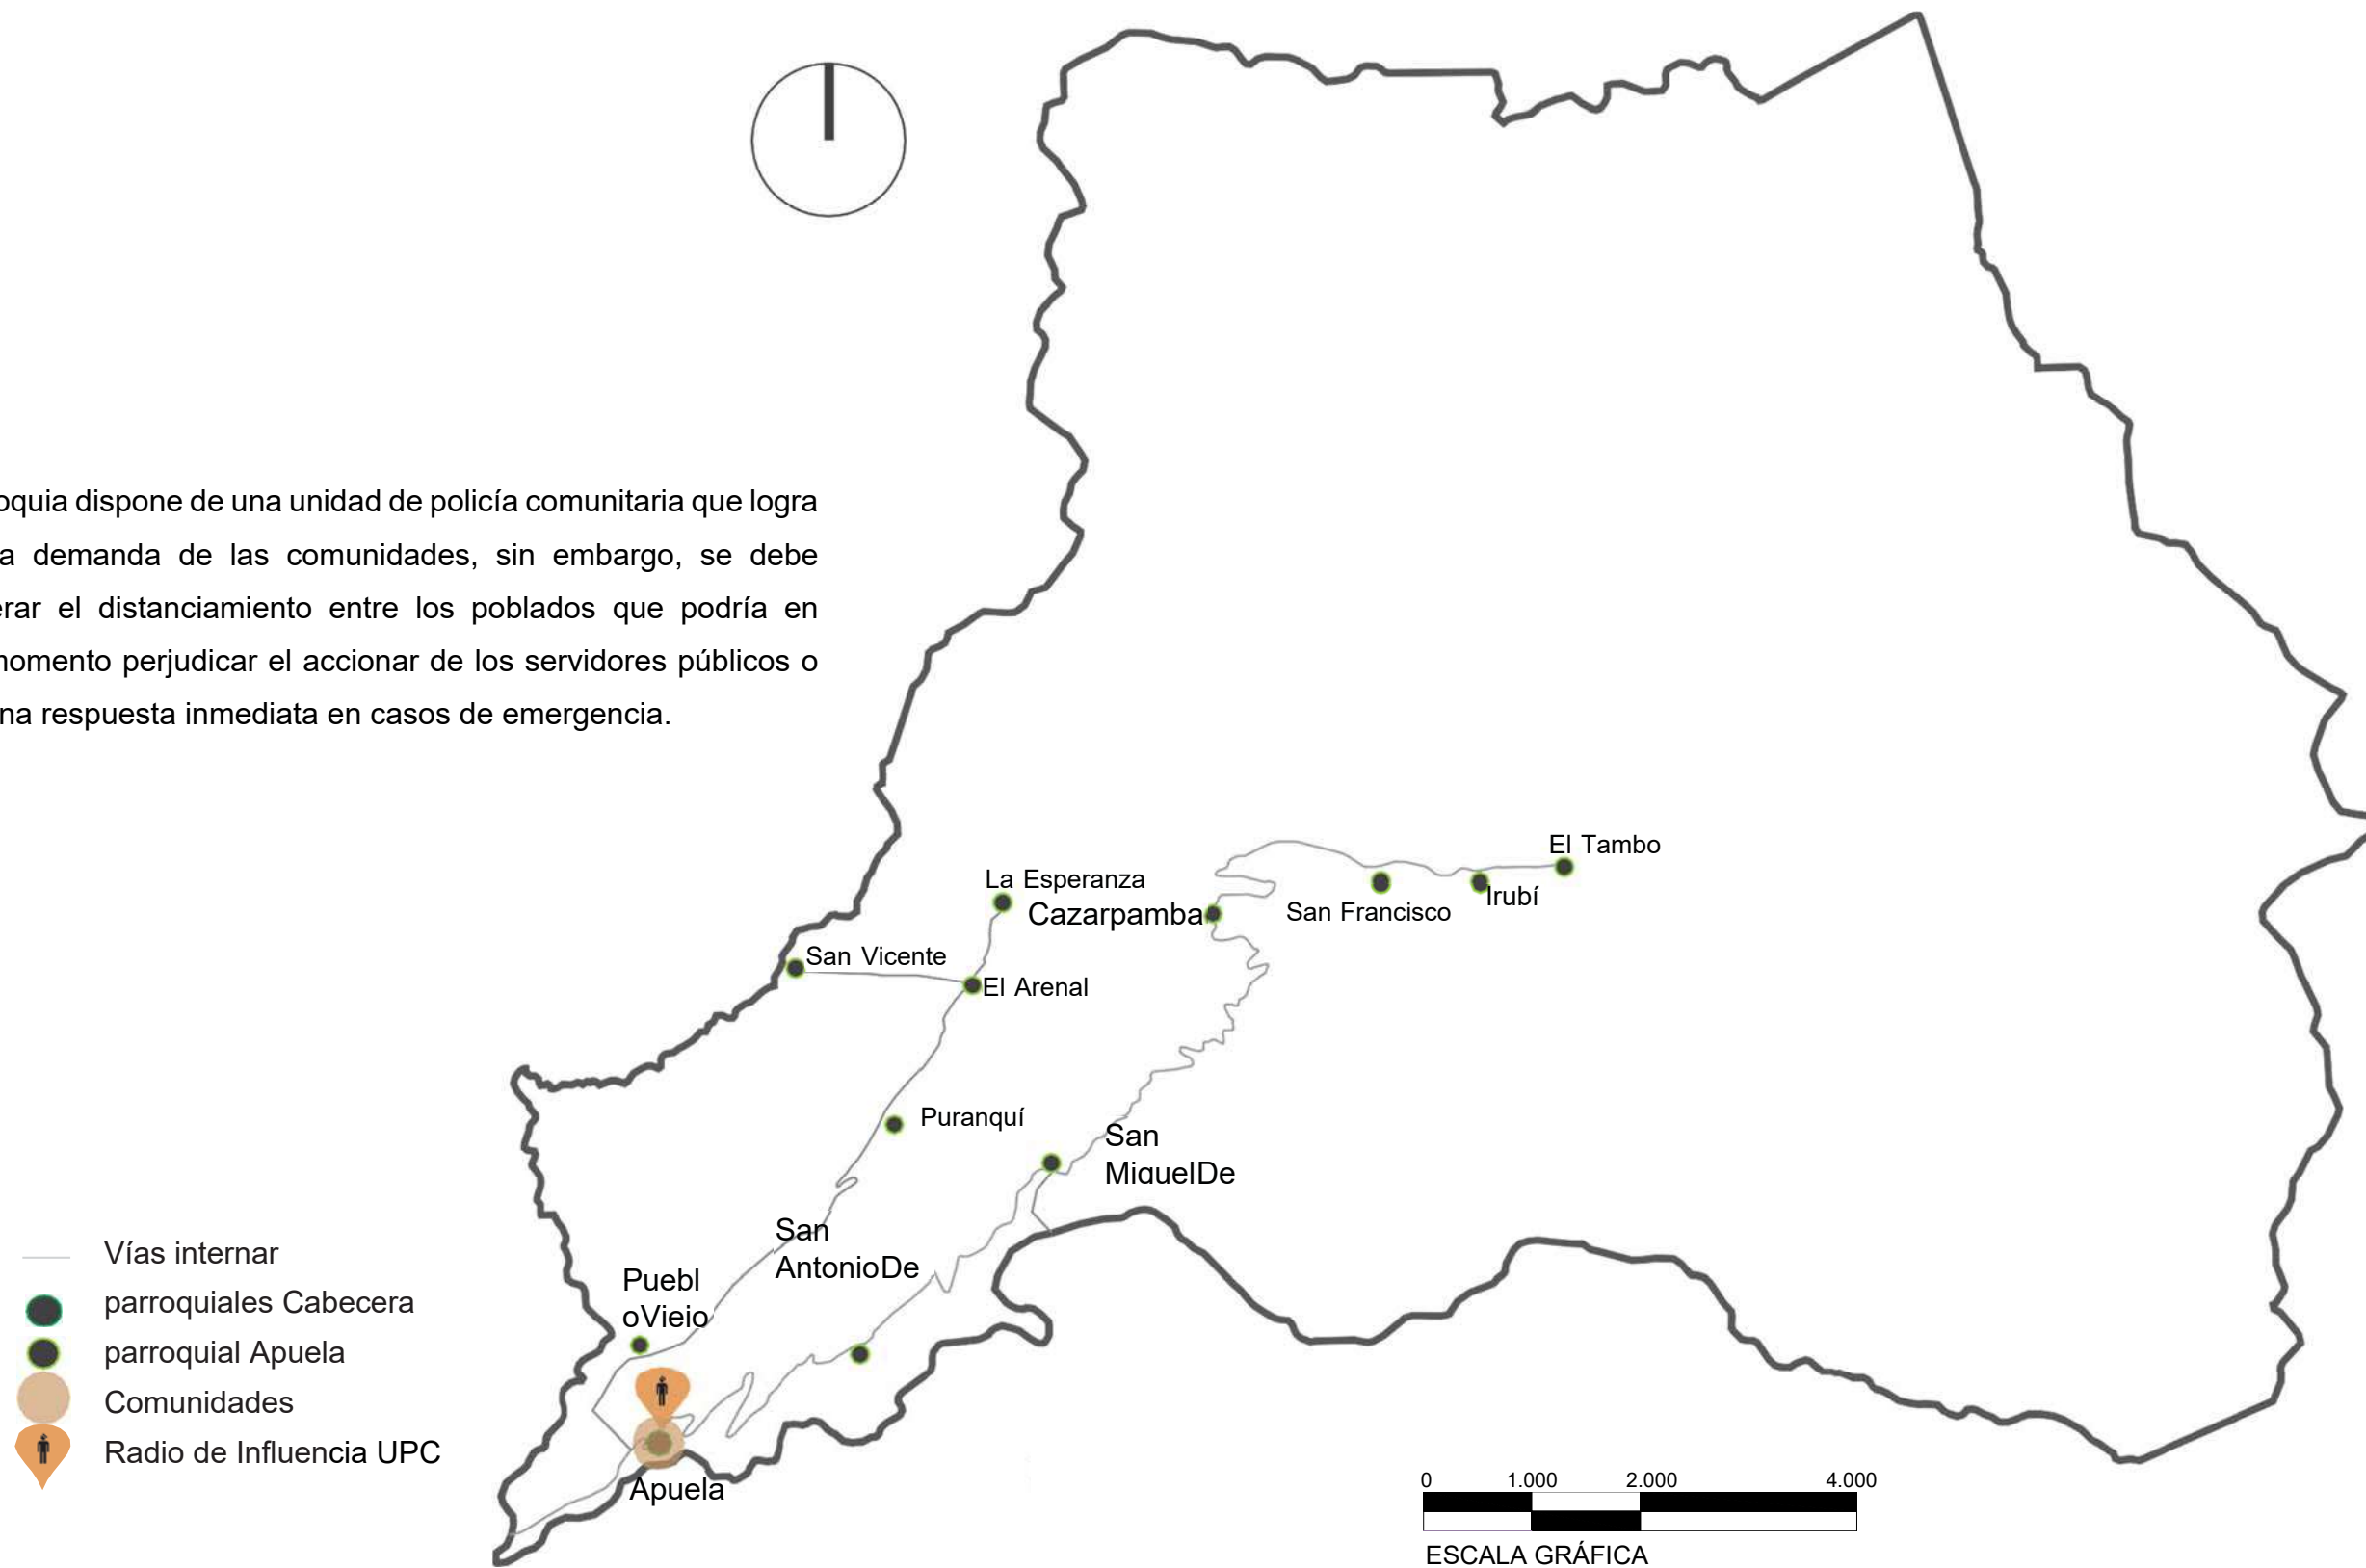 oquia dispone de una unidad de policía comunitaria que logra
a demanda de las comunidades, sin embargo, se debe
erar el distanciamiento entre los poblados que podría en
nomento perjudicar el accionar de los servidores públicos o
na respuesta inmediata en casos de emergencia.
El Tambo
La Esperanza
Cazarpamba
San Francisco
Irubí
San Vicente
El Arenal
Puranquí
San
MiquelDe
San
AntonioDe
Puebl
oVieio
Apuela
Vías internar
parroquiales Cabecera
parroquial Apuela
Comunidades
Radio de Influencia UPC
0 1.000 2.000 4.000
ESCALA GRÁFICA